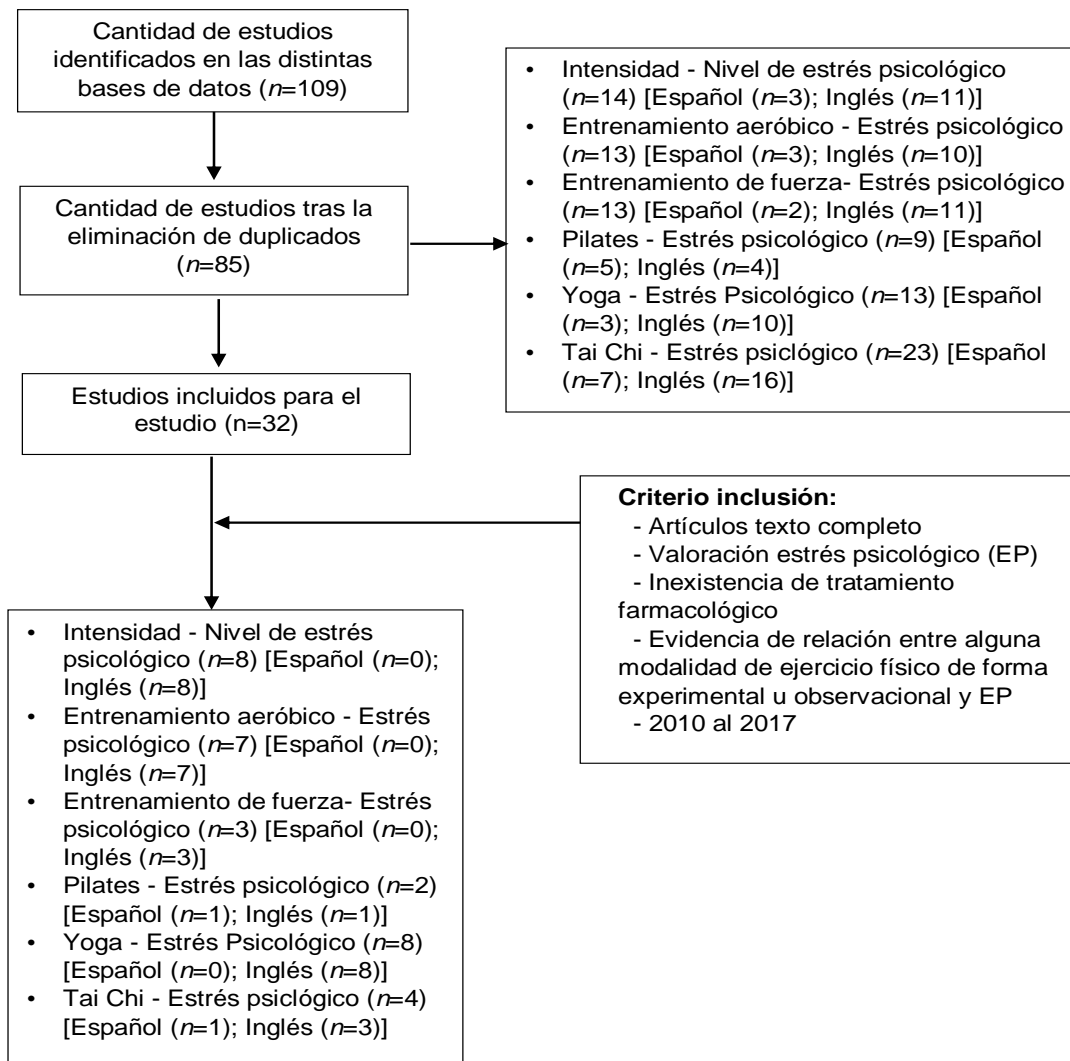 Cantidad de estudios
identificados en las distintas
bases de datos (n=109)
• Intensidad - Nivel de estrés psicológico
(n=14) [Español (n=3); Inglés (n=11)]
• Entrenamiento aeróbico - Estrés psicológico
(n=13) [Español (n=3; Inglés (n=10)]
• Entrenamiento de fuerza- Estrés psicológico
(n=13) [Español (n=2); Inglés (n=11)]
• Pilates - Estrés psicológico (n=9) [Español
(n=5); Inglés (n=4)]
• Yoga - Estrés Psicológico (n=13) [Español
(n=3); Inglés (n=10)]
• Tai Chi - Estrés psiclógico (n=23) [Español
(n=7); Inglés (n=16)]
Cantidad de estudios tras la
eliminación de duplicados
(n=85)
Estudios incluidos para el
estudio (n=32)
Criterio inclusión:
- Artículos texto completo
- Valoración estrés psicológico (EP)
- Inexistencia de tratamiento
farmacológico
- Evidencia de relación entre alguna
modalidad de ejercicio físico de forma
experimental u observacional y EP
- 2010 al 2017
• Intensidad - Nivel de estrés
psicológico (n=8) [Español (n=0);
Inglés (n=8)]
• Entrenamiento aeróbico - Estrés
psicológico (n=7) [Español (n=0);
Inglés (n=7)]
• Entrenamiento de fuerza- Estrés
psicológico (n=3) [Español (n=0);
Inglés (n=3)]
• Pilates - Estrés psicológico (n=2)
[Español (n=1); Inglés (n=1)]
• Yoga - Estrés Psicológico (n=8)
[Español (n=0); Inglés (n=8)]
• Tai Chi - Estrés psiclógico (n=4)
[Español (n=1); Inglés (n=3)]